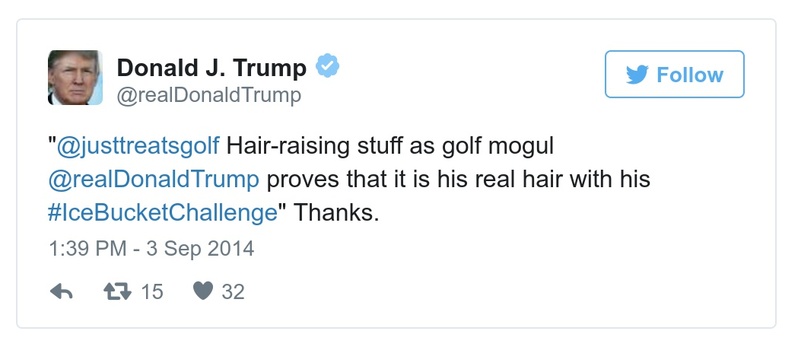 Donald J. Trump
@realDonaldTrump
Follow
"@justtreatsgolf Hair-raising stuff as golf mogul
@realDonaldTrump proves that it is his real hair with his
#IceBucketChallenge" Thanks.
1:39 PM - 3 Sep 2014
15
32